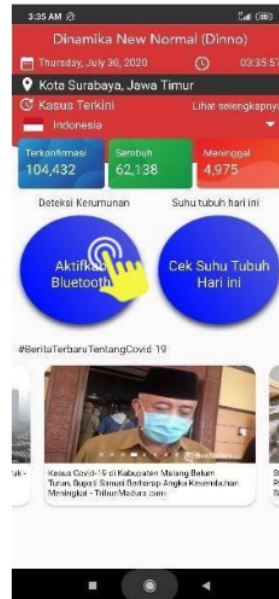 3:35 AM
Dinamika New Normal (Dinno)
Thursday, July 30, 2020
03:35:57
Kota Surabaya, Jawa Timur
Kasus Terkini
Lihat selengkapnya
Indonesia
Terkonfirmasi
104,432
Sembuh
62,138
Meninggal
4,975
Deteksi Kerumunan
Suhu tubuh hari ini
Aktifkan
Bluetooth
Cek Suhu Tubuh
Hari ini
#BeritaTerbaruTentangCovid-19
Kasus Covid-19 di Kabupaten Malang Belum
Turun, Bupati Sanusi Berharap Angka Kesembuhan
Meningkat - TribunMadura.com